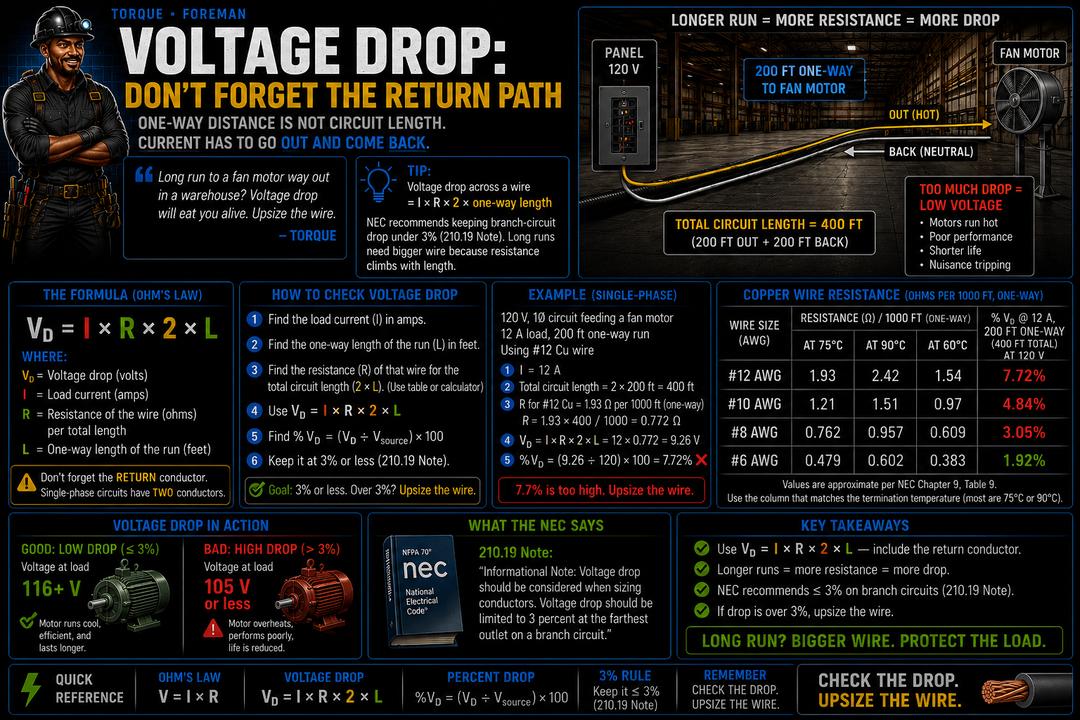 TORQUE • FOREMAN
VOLTAGE DROP:
DON'T FORGET THE RETURN PATH
ONE-WAY DISTANCE IS NOT CIRCUIT LENGTH.
CURRENT HAS TO GO OUT AND COME BACK.
“Long run to a fan motor way out
in a warehouse? Voltage drop
will eat you alive. Upsize the wire.
– TORQUE
TIP:
Voltage drop across a wire
= I × R × 2 × one-way length
NEC recommends keeping branch-circuit
drop under 3% (210.19 Note). Long runs
need bigger wire because resistance
climbs with length.
LONGER RUN = MORE RESISTANCE = MORE DROP
PANEL
120 V
200 FT ONE-WAY
TO FAN MOTOR
FAN MOTOR
OUT (HOT)
BACK (NEUTRAL)
TOTAL CIRCUIT LENGTH = 400 FT
(200 FT OUT + 200 FT BACK)
TOO MUCH DROP =
LOW VOLTAGE
• Motors run hot
• Poor performance
• Shorter life
• Nuisance tripping
THE FORMULA (OHM'S LAW)
VD = I × R × 2 × L
WHERE:
VD = Voltage drop (volts)
I = Load current (amps)
R = Resistance of the wire (ohms)
per total length
L = One-way length of the run (feet)
Don't forget the RETURN conductor.
Single-phase circuits have TWO conductors.
HOW TO CHECK VOLTAGE DROP
1 Find the load current (I) in amps.
2 Find the one-way length of the run (L) in feet.
3 Find the resistance (R) of that wire for the
total circuit length (2 × L). (Use table or calculator)
4 Use VD = I × R × 2 × L
5 Find % VD = (VD ÷ Vsource) × 100
6 Keep it at 3% or less (210.19 Note).
Goal: 3% or less. Over 3? Upsize the wire.
EXAMPLE (SINGLE-PHASE)
120 V, 1Ø circuit feeding a fan motor
12 A load, 200 ft one-way run
Using #12 Cu wire
1 I = 12 A
2 Total circuit length = 2 × 200 ft = 400 ft
3 R for #12 Cu = 1.93 Ω per 1000 ft (one-way)
R = 1.93 × 400 / 1000 = 0.772 Ω
4 VD = I × R × 2 × L = 12 × 0.772 = 9.26 V
5 %VD = (9.26 ÷ 120) × 100 = 7.72% ✗
7.7% is too high. Upsize the wire.
COPPER WIRE RESISTANCE (OHMS PER 1000 FT, ONE-WAY)
WIRE SIZE
(AWG)
RESISTANCE (Ω) / 1000 FT (ONE-WAY)
AT 75°C AT 90°C AT 60°C
% VD @ 12 A,
200 FT ONE-WAY
(400 FT TOTAL)
AT 120 V
#12 AWG 1.93 2.42 1.54 7.72%
#10 AWG 1.21 1.51 0.97 4.84%
#8 AWG 0.762 0.957 0.609 3.05%
#6 AWG 0.479 0.602 0.383 1.92%
Values are approximate per NEC Chapter 9, Table 9.
Use the column that matches the termination temperature (most are 75°C or 90°C).
VOLTAGE DROP IN ACTION
GOOD: LOW DROP (≤ 3%)
Voltage at load
116+ V
Motor runs cool,
efficient, and
lasts longer.
BAD: HIGH DROP (> 3%)
Voltage at load
105 V
or less
Motor overheats,
performs poorly,
life is reduced.
WHAT THE NEC SAYS
NFPA 70®
nec
National
Electrical
Code®
210.19 Note:
“Informational Note: Voltage drop
should be considered when sizing
conductors. Voltage drop should be
limited to 3 percent at the farthest
outlet on a branch circuit.”
KEY TAKEAWAYS
Use VD = I × R × 2 × L — include the return conductor.
Longer runs = more resistance = more drop.
NEC recommends ≤ 3% on branch circuits (210.19 Note).
If drop is over 3%, upsize the wire.
LONG RUN? BIGGER WIRE. PROTECT THE LOAD.
QUICK
REFERENCE
OHM'S LAW
V = I × R
VOLTAGE DROP
VD = I × R × 2 × L
PERCENT DROP
%VD = (VD ÷ Vsource) × 100
3% RULE
Keep it ≤ 3%
(210.19 Note)
REMEMBER
CHECK THE DROP.
UPSIZE THE WIRE.
CHECK THE DROP.
UPSIZE THE WIRE.